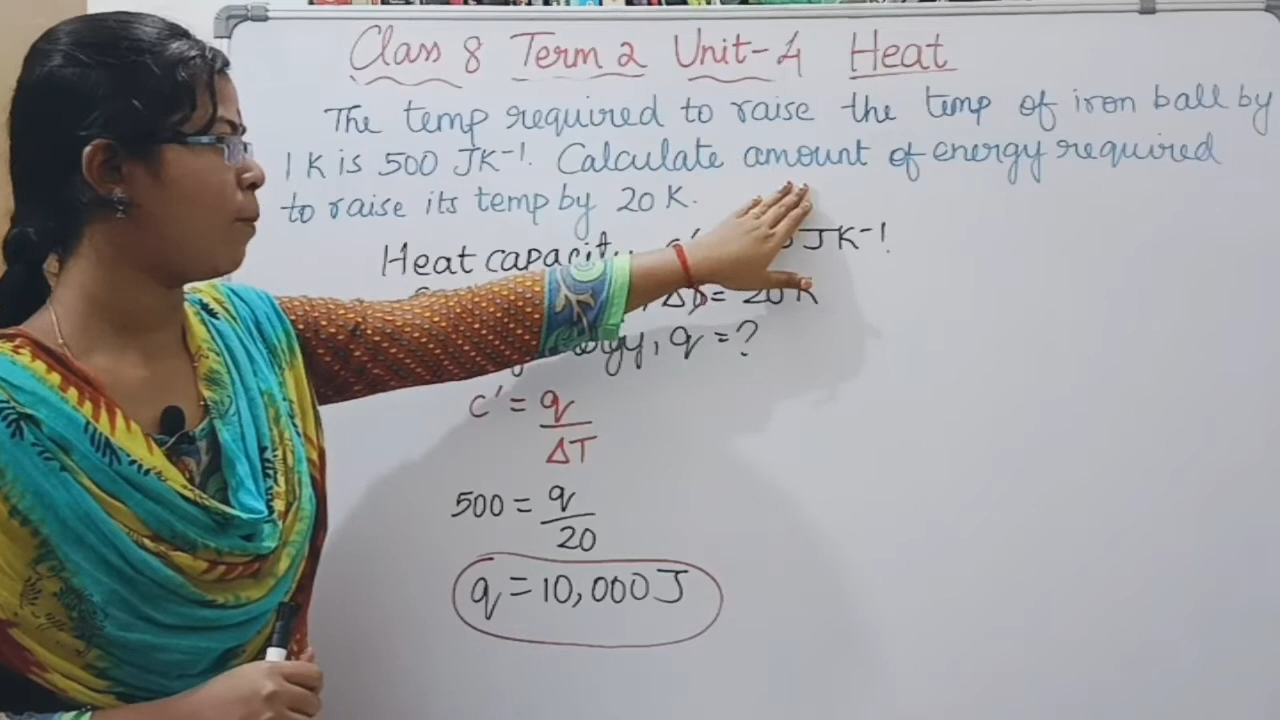 Class 8 Term 2 Unit-4 Heat
The temp required to raise the temp of iron ball by
1 K is 500 JK⁻¹. Calculate amount of energy required
to raise its temp by 20 K.
Heat capacity, JK⁻¹
= 20 K
q = ?
C' = q
ΔT
500 = q
20
q = 10,000 J